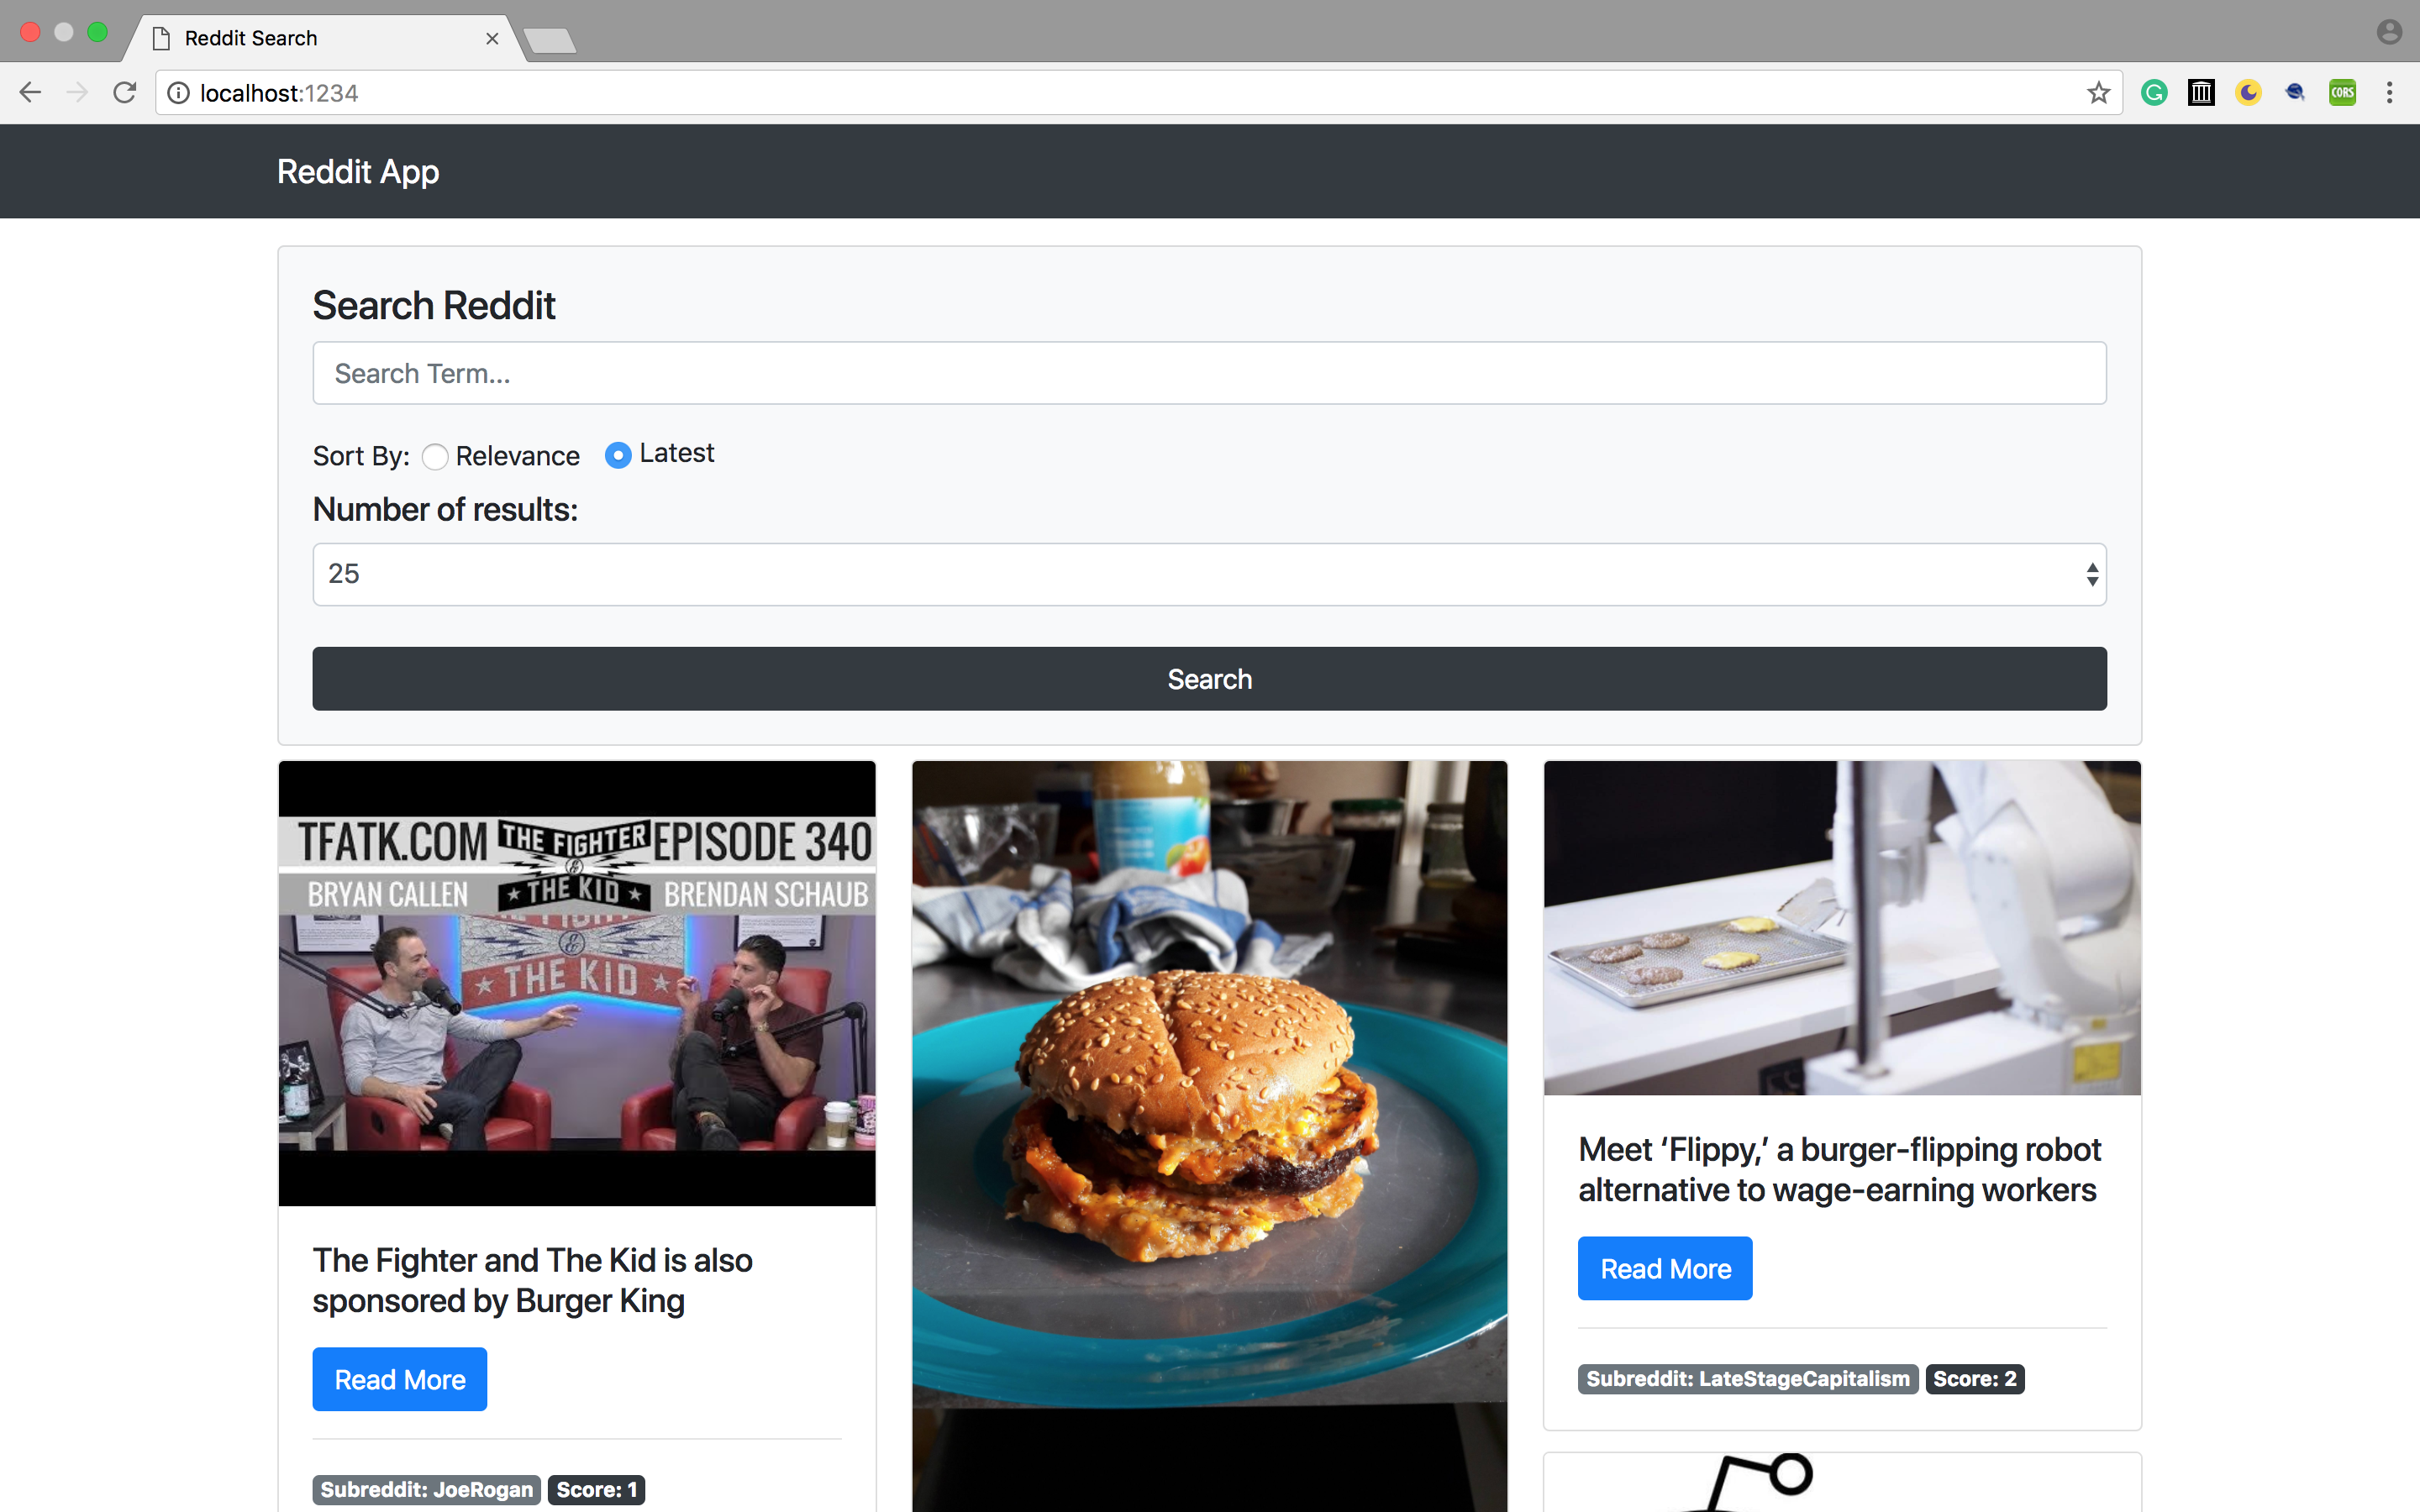 Reddit Search
localhost:1234
CORS
Reddit App
Search Reddit
Search Term...
Sort By: Relevance Latest
Number of results:
25
Search
TFATK.COM THE FIGHTER EPISODE 340
&
BRYAN CALLEN THE KID BRENDAN SCHAUB
&
THE KID
The Fighter and The Kid is also
sponsored by Burger King
Read More
Subreddit: JoeRogan Score: 1
Meet ‘Flippy,’ a burger-flipping robot
alternative to wage-earning workers
Read More
Subreddit: LateStageCapitalism Score: 2